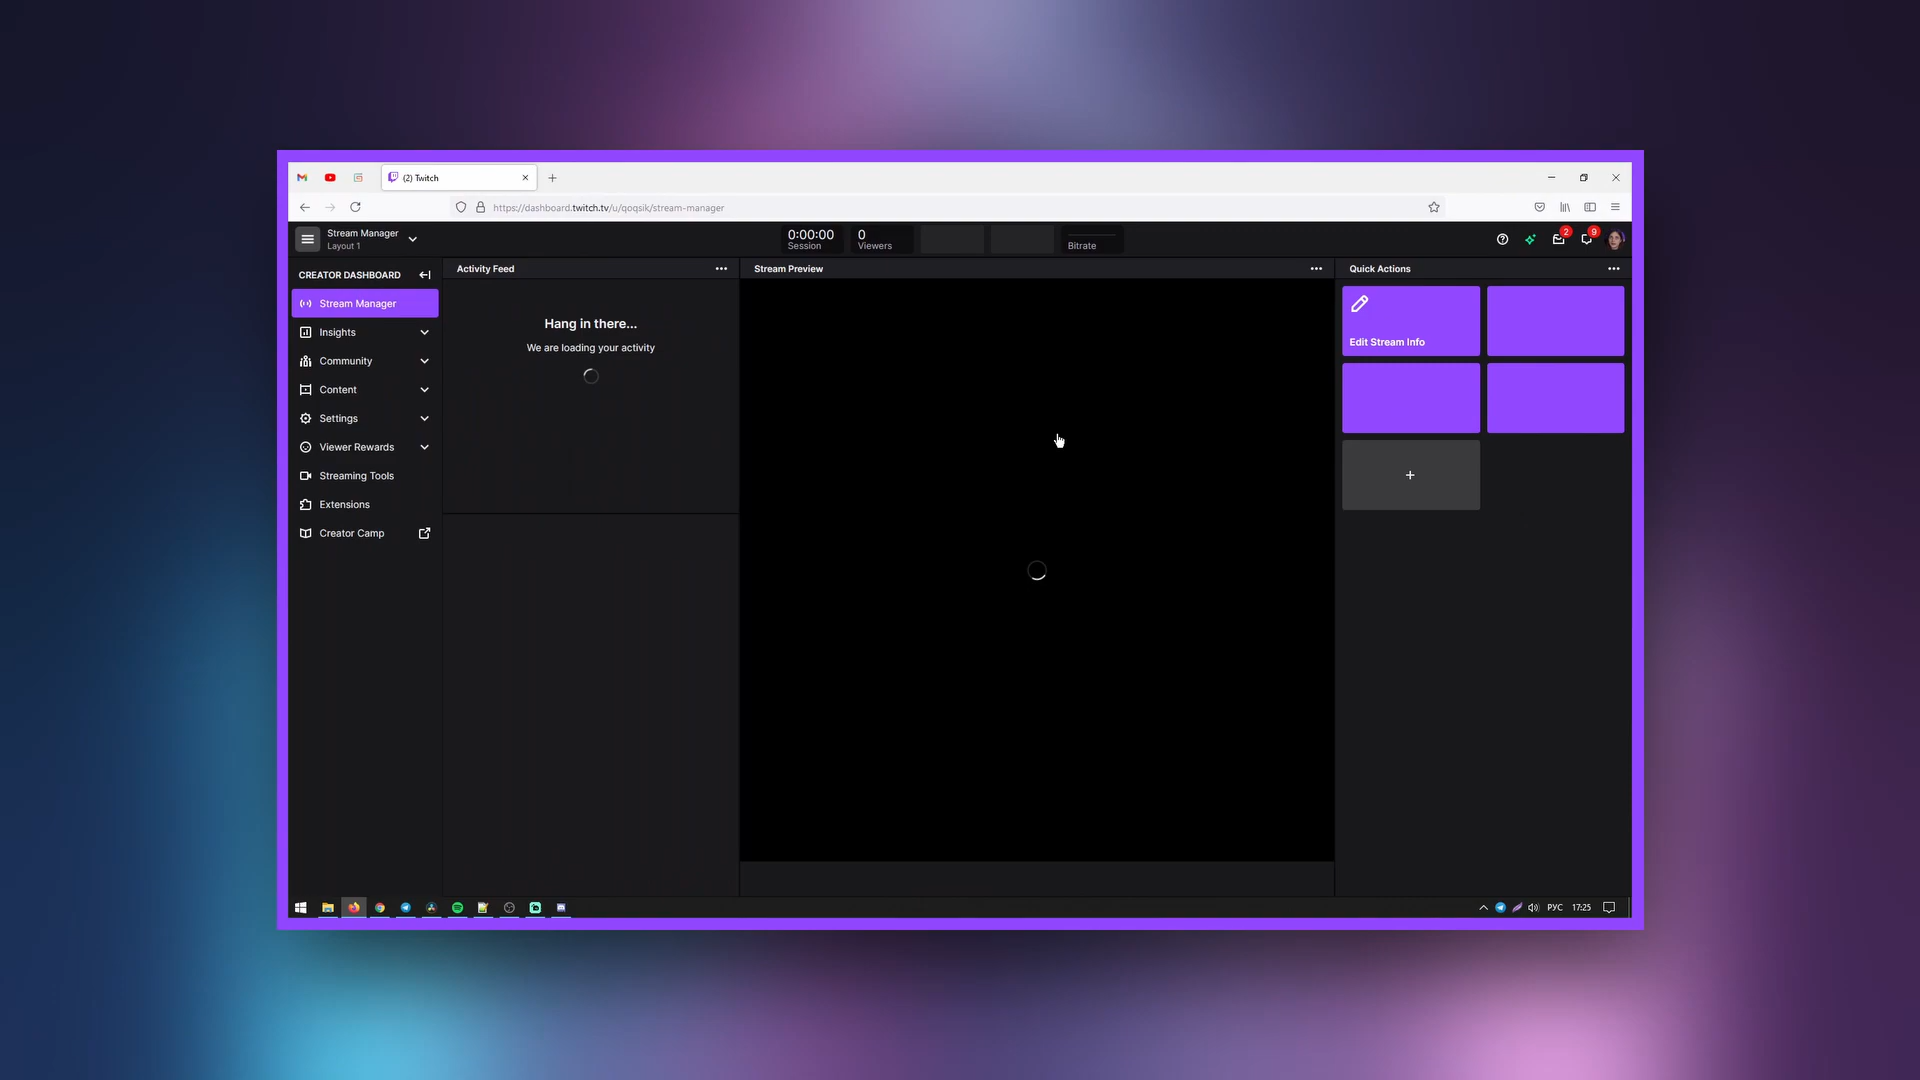 (2) Twitch
https://dashboard.twitch.tv/u/qoqsik/stream-manager
Stream Manager
Layout 1
0:00:00
Session
0
Viewers
Bitrate
2
9
CREATOR DASHBOARD
Stream Manager
Insights
Community
Content
Settings
Viewer Rewards
Streaming Tools
Extensions
Creator Camp
Activity Feed
Hang in there...
We are loading your activity
Stream Preview
Quick Actions
Edit Stream Info
РУС
17:25